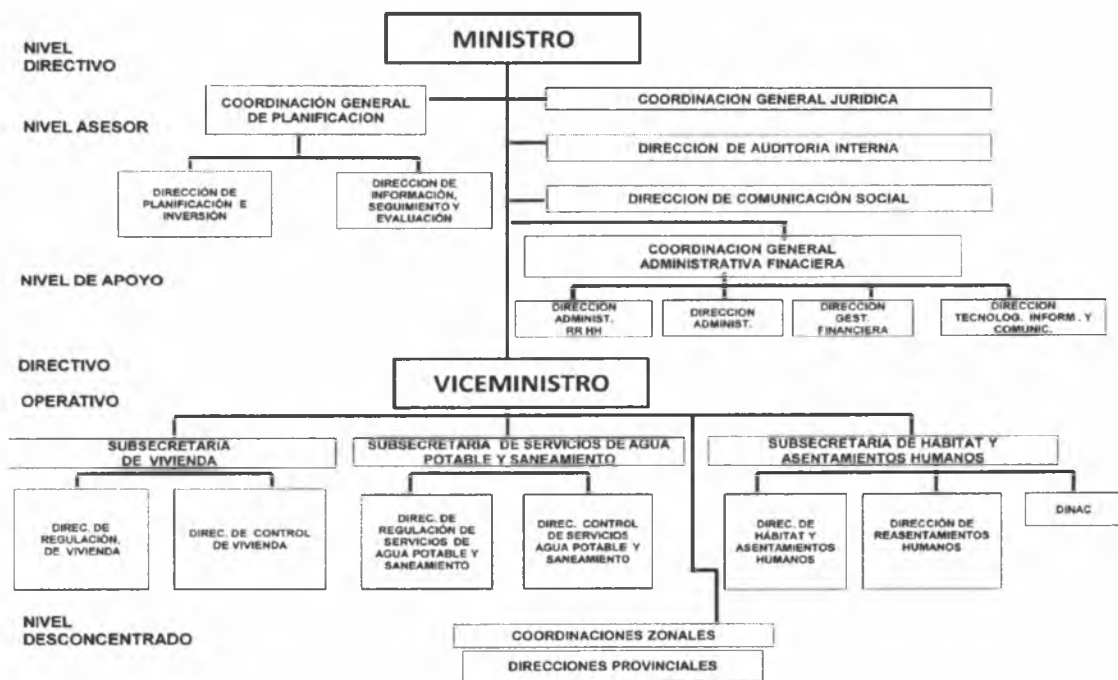 MINISTRO
NIVEL
DIRECTIVO
COORDINACIÓN GENERAL
DE PLANIFICACION
COORDINACION GENERAL JURIDICA
NIVEL ASESOR
DIRECCION DE AUDITORIA INTERNA
DIRECCIÓN DE
PLANIFICACIÓN E
INVERSIÓN
DIRECCION DE
INFORMACIÓN,
SEGUIMIENTO Y
EVALUACIÓN
DIRECCION DE COMUNICACIÓN SOCIAL
COORDINACION GENERAL
ADMINISTRATIVA FINACIERA
NIVEL DE APOYO
DIRECCION
ADMINIST.
RR HH
DIRECCION
ADMINIST.
DIRECCION
GEST.
FINANCIERA
DIRECCION
TECNOLOG. INFORM. Y
COMUNIC.
DIRECTIVO
VICEMINISTRO
OPERATIVO
SUBSECRETARIA
DE VIVIENDA
SUBSECRETARIA DE SERVICIOS DE AGUA
POTABLE Y SANEAMIENTO
SUBSECRETARIA DE HÁBITAT Y
ASENTAMIENTOS HUMANOS
DIREC. DE
REGULACIÓN,
DE VIVIENDA
DIREC. DE CONTROL
DE VIVIENDA
DIREC. DE
REGULACIÓN DE
SERVICIOS DE
AGUA POTABLE Y
SANEAMIENTO
DIREC. CONTROL
DE SERVICIOS
AGUA POTABLE Y
SANEAMIENTO
DIREC. DE
HÁBITAT Y
ASENTAMIENTOS
HUMANOS
DIRECCIÓN DE
REASENTAMIENTOS
HUMANOS
DINAC
NIVEL
DESCONCENTRADO
COORDINACIONES ZONALES
DIRECCIONES PROVINCIALES